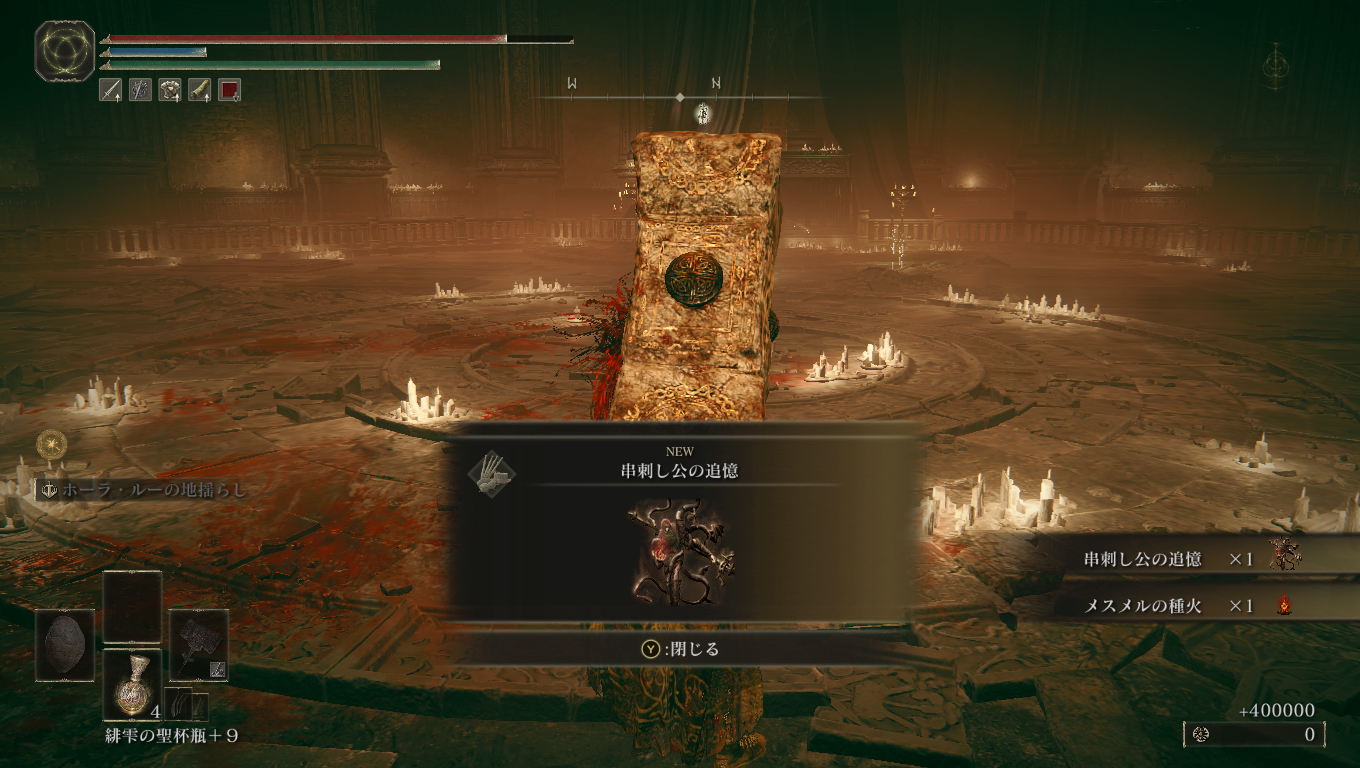 W
N
NEW
串刺し公の追憶
ホーラ・ルーの地揺らし
串刺し公の追憶 ×1
メスメルの種火 ×1
Y:閉じる
4
緋雫の聖杯瓶+9
+400000
0